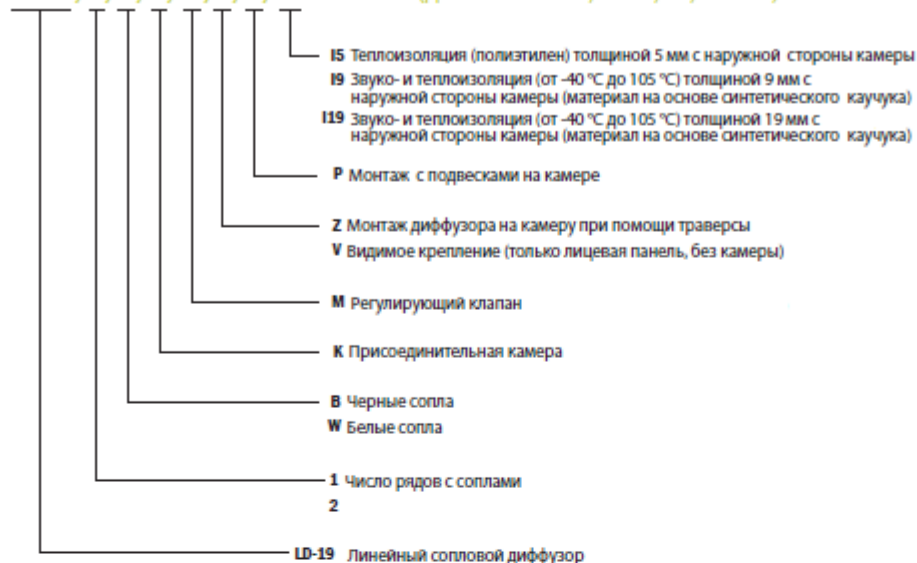 I5 Теплоизоляция (полиэтилен) толщиной 5 мм с наружной стороны камеры
I9 Звуко- и теплоизоляция (от -40 °C до 105 °C) толщиной 9 мм с
наружной стороны камеры (материал на основе синтетического каучука)
I19 Звуко- и теплоизоляция (от -40 °C до 105 °C) толщиной 19 мм с
наружной стороны камеры (материал на основе синтетического каучука)
P Монтаж с подвесками на камере
Z Монтаж диффузора на камеру при помощи траверсы
V Видимое крепление (только лицевая панель, без камеры)
M Регулирующий клапан
K Присоединительная камера
B Черные сопла
W Белые сопла
1 Число рядов с соплами
2
LD-19 Линейный сопловой диффузор